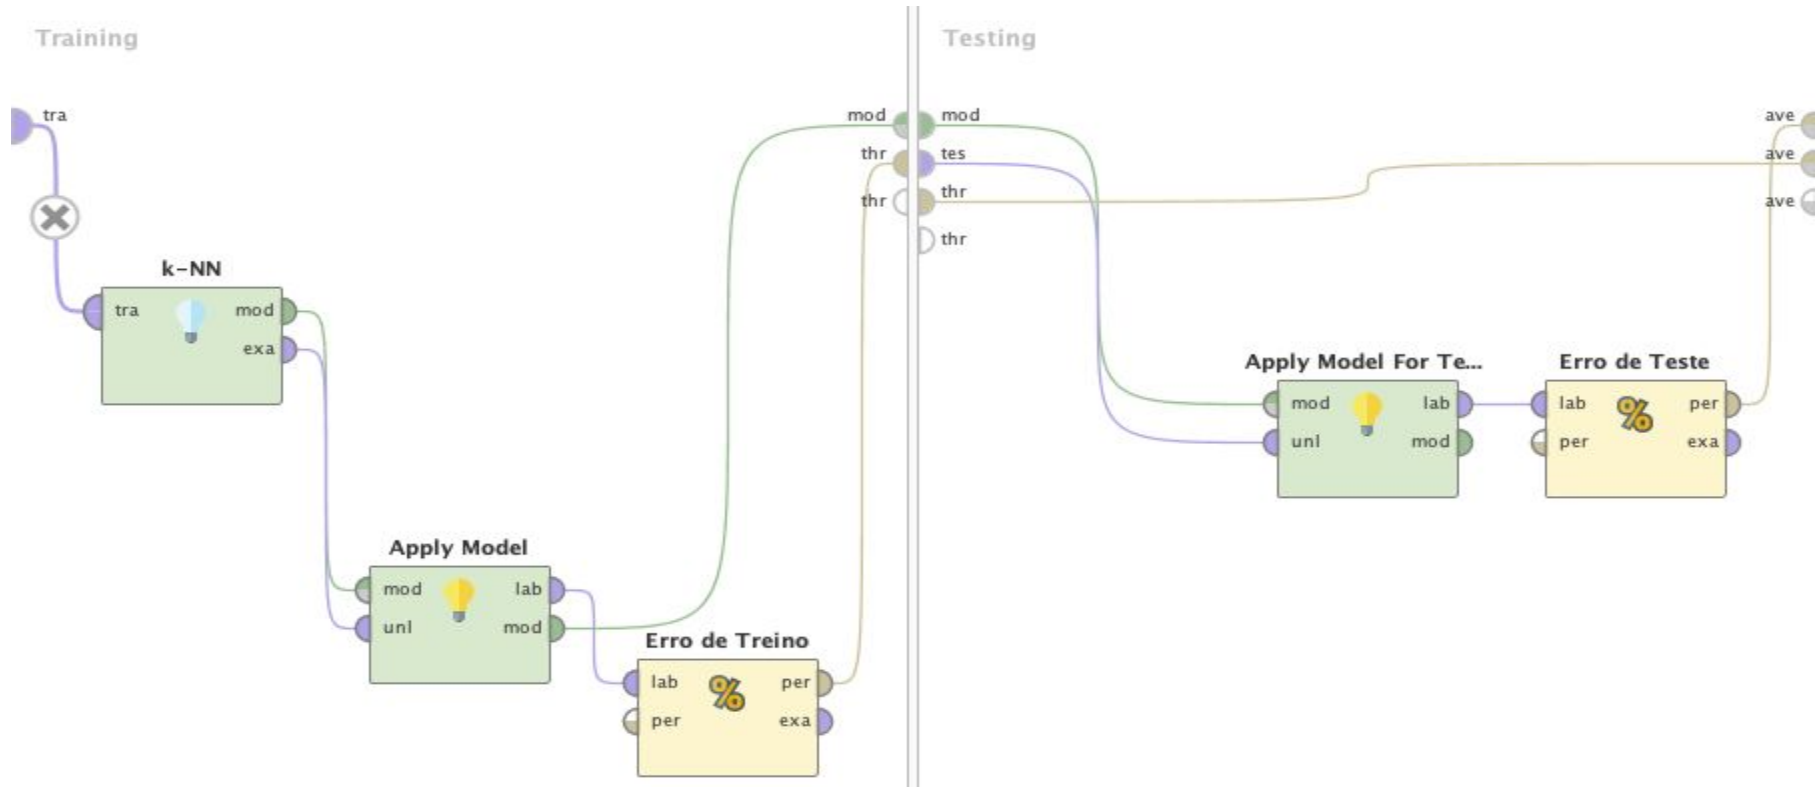 Training
tra
k-NN
tra
mod
exa
Apply Model
mod
lab
unl
mod
Erro de Treino
lab
per
per
exa
mod
thr
thr
Testing
mod
tes
thr
thr
Apply Model For Te...
mod
lab
unl
mod
Erro de Teste
lab
per
per
exa
ave
ave
ave